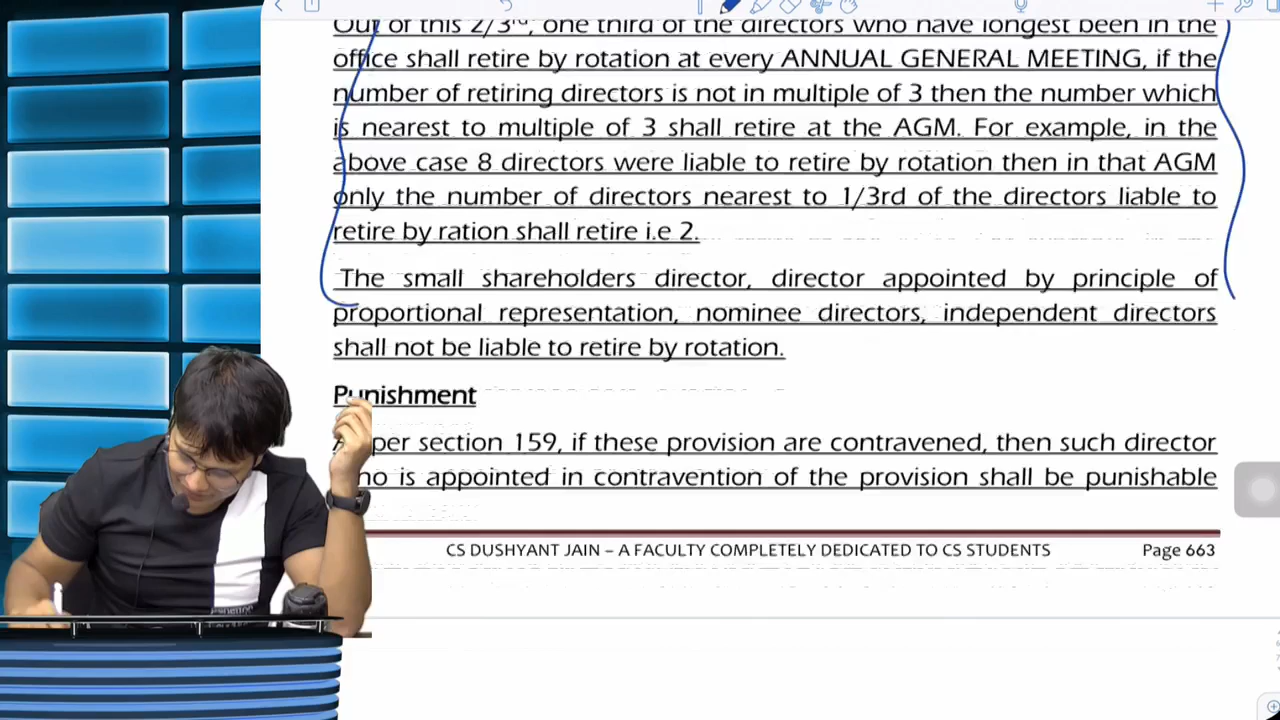 Out of this 2/3rd, one third of the directors who have longest been in the
office shall retire by rotation at every ANNUAL GENERAL MEETING, if the
number of retiring directors is not in multiple of 3 then the number which
is nearest to multiple of 3 shall retire at the AGM. For example, in the
above case 8 directors were liable to retire by rotation then in that AGM
only the number of directors nearest to 1/3rd of the directors liable to
retire by ration shall retire i.e 2.
The small shareholders director, director appointed by principle of
proportional representation, nominee directors, independent directors
shall not be liable to retire by rotation.
Punishment
per section 159, if these provision are contravened, then such director
is appointed in contravention of the provision shall be punishable
CS DUSHYANT JAIN – A FACULTY COMPLETELY DEDICATED TO CS STUDENTS
Page 663